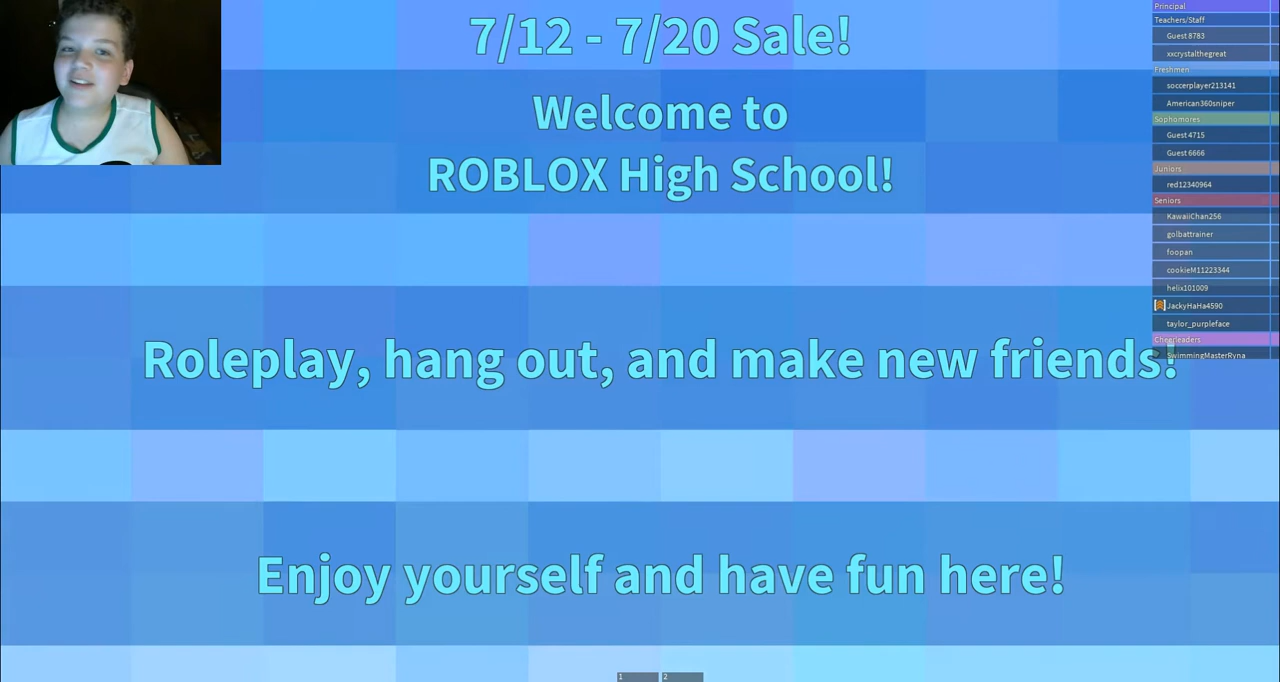 7/12 - 7/20 Sale!
Welcome to
ROBLOX High School!
Roleplay, hang out, and make new friends!
Enjoy yourself and have fun here!
Principal
Teachers/Staff
Guest 8783
xxcrystalthegreat
Freshmen
soccerplayer213141
American360sniper
Sophomores
Guest 4715
Guest 6666
Juniors
red12340964
Seniors
KawaiiChan256
golbattrainer
foopan
cookieM11223344
helix101009
JackyHaHa4590
taylor_purpleface
Cheerleaders
SwimmingMasterRyna
1 2